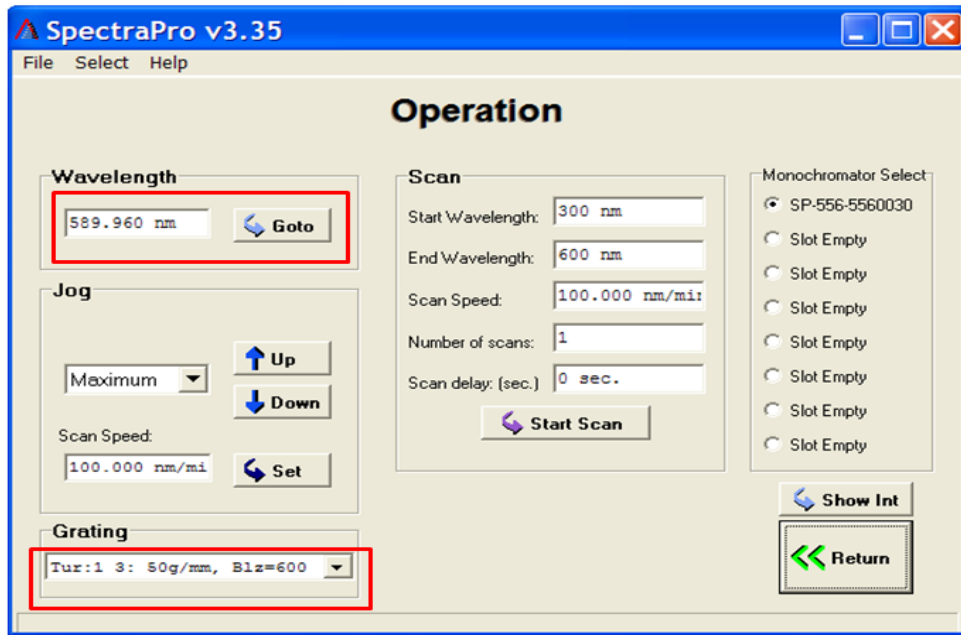 SpectraPro v3.35
File Select Help
Operation
Wavelength
589.960 nm
Goto
Jog
Maximum
Up
Down
Scan Speed:
100.000 nm/mi
Set
Grating
Tur:1 3: 50g/mm, Blz=600
Scan
Start Wavelength: 300 nm
End Wavelength: 600 nm
Scan Speed: 100.000 nm/min
Number of scans: 1
Scan delay: (sec.) 0 sec.
Start Scan
Monochromator Select
SP-556-5560030
Slot Empty
Slot Empty
Slot Empty
Slot Empty
Slot Empty
Slot Empty
Slot Empty
Show Int
Return